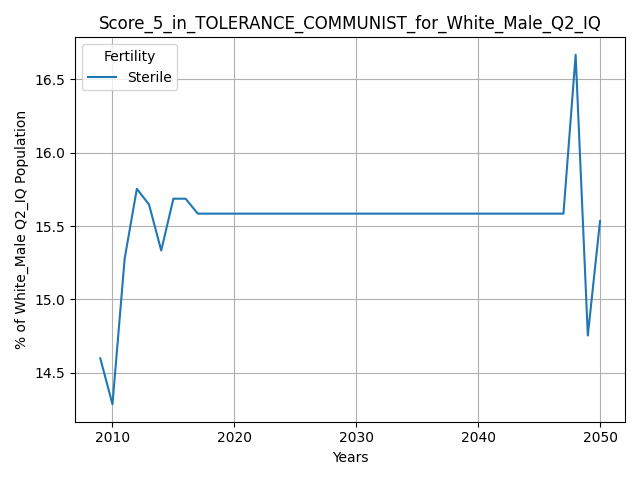 Score_5_in_TOLERANCE_COMMUNIST_for_White_Male_Q2_IQ
Fertility
Sterile
% of White_Male Q2_IQ Population
16.5
16.0
15.5
15.0
14.5
2010 2020 2030 2040 2050
Years